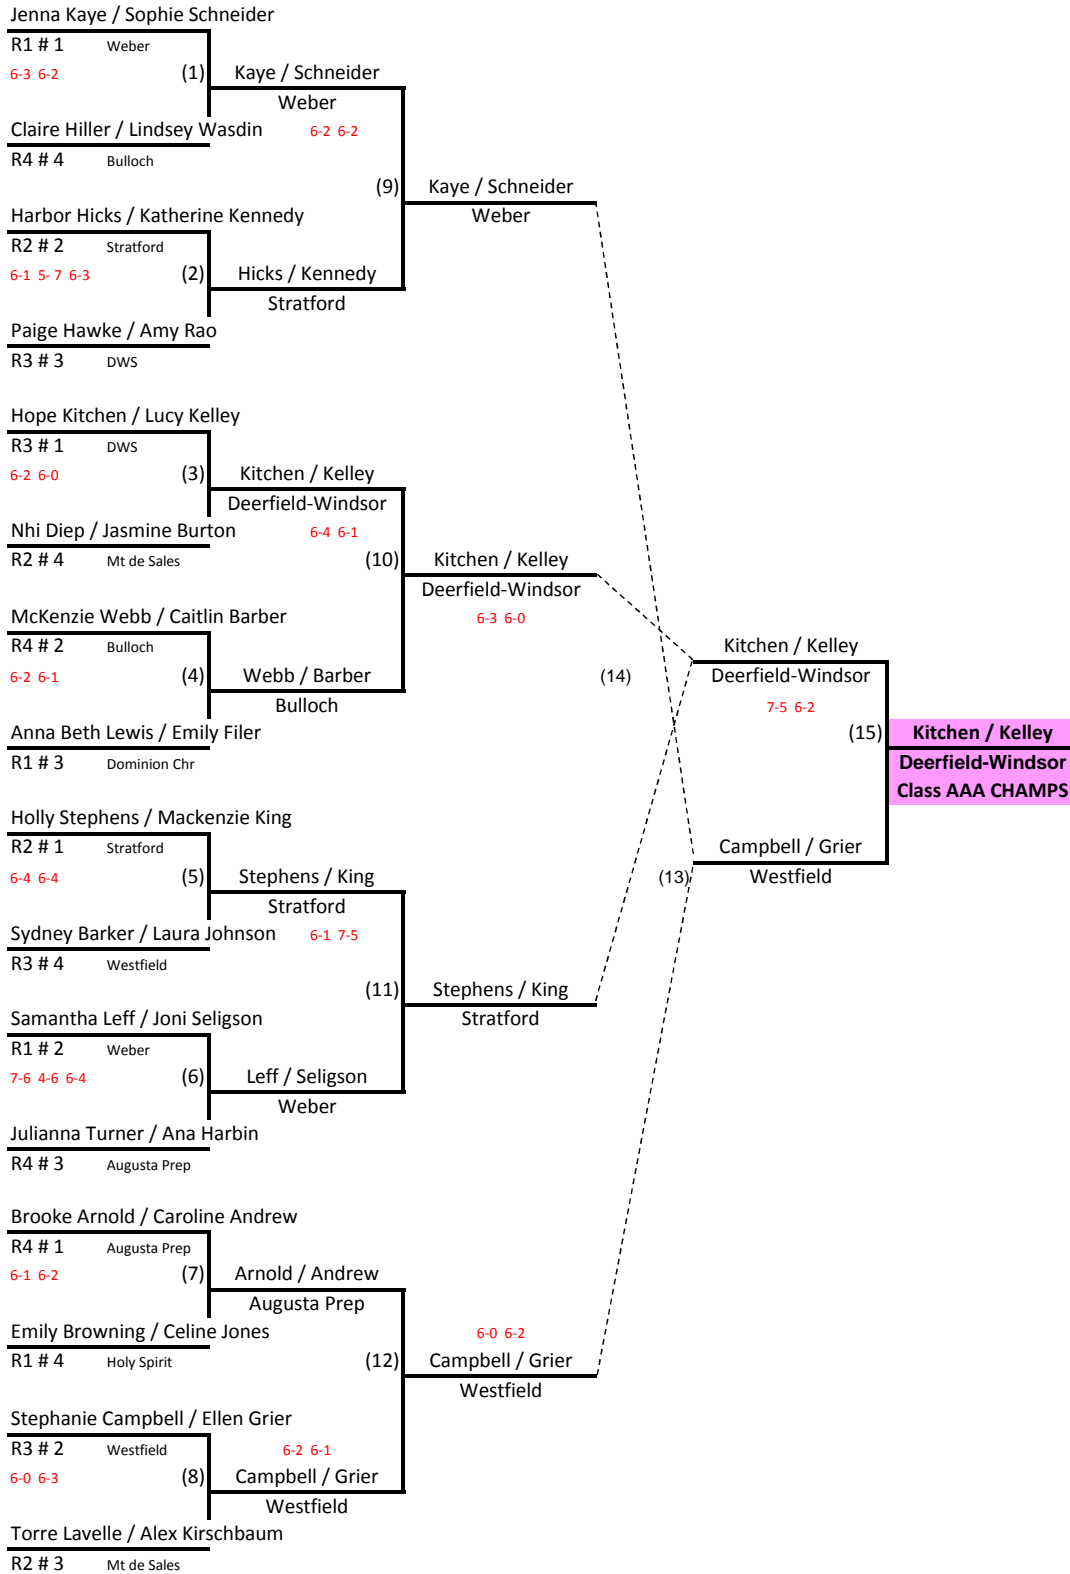 Jenna Kaye / Sophie Schneider
R1 # 1 Weber
6-3 6-2 (1) Kaye / Schneider
Weber
Claire Hiller / Lindsey Wasdin 6-2 6-2
R4 # 4 Bulloch
(9) Kaye / Schneider
Weber
Harbor Hicks / Katherine Kennedy
R2 # 2 Stratford
6-1 5- 7 6-3 (2) Hicks / Kennedy
Stratford
Paige Hawke / Amy Rao
R3 # 3 DWS
Hope Kitchen / Lucy Kelley
R3 # 1 DWS
6-2 6-0 (3) Kitchen / Kelley
Deerfield-Windsor
Nhi Diep / Jasmine Burton 6-4 6-1
R2 # 4 Mt de Sales (10) Kitchen / Kelley
Deerfield-Windsor
McKenzie Webb / Caitlin Barber 6-3 6-0
R4 # 2 Bulloch Kitchen / Kelley
6-2 6-1 (4) Webb / Barber (14) Deerfield-Windsor
Bulloch 7-5 6-2
Anna Beth Lewis / Emily Filer (15) Kitchen / Kelley
R1 # 3 Dominion Chr Deerfield-Windsor
Class AAA CHAMPS
Holly Stephens / Mackenzie King
R2 # 1 Stratford Campbell / Grier
6-4 6-4 (5) Stephens / King (13) Westfield
Stratford
Sydney Barker / Laura Johnson 6-1 7-5
R3 # 4 Westfield
(11) Stephens / King
Stratford
Samantha Leff / Joni Seligson
R1 # 2 Weber
7-6 4-6 6-4 (6) Leff / Seligson
Weber
Julianna Turner / Ana Harbin
R4 # 3 Augusta Prep
Brooke Arnold / Caroline Andrew
R4 # 1 Augusta Prep
6-1 6-2 (7) Arnold / Andrew
Augusta Prep
Emily Browning / Celine Jones 6-0 6-2
R1 # 4 Holy Spirit (12) Campbell / Grier
Westfield
Stephanie Campbell / Ellen Grier
R3 # 2 Westfield 6-2 6-1
6-0 6-3 (8) Campbell / Grier
Westfield
Torre Lavelle / Alex Kirschbaum
R2 # 3 Mt de Sales